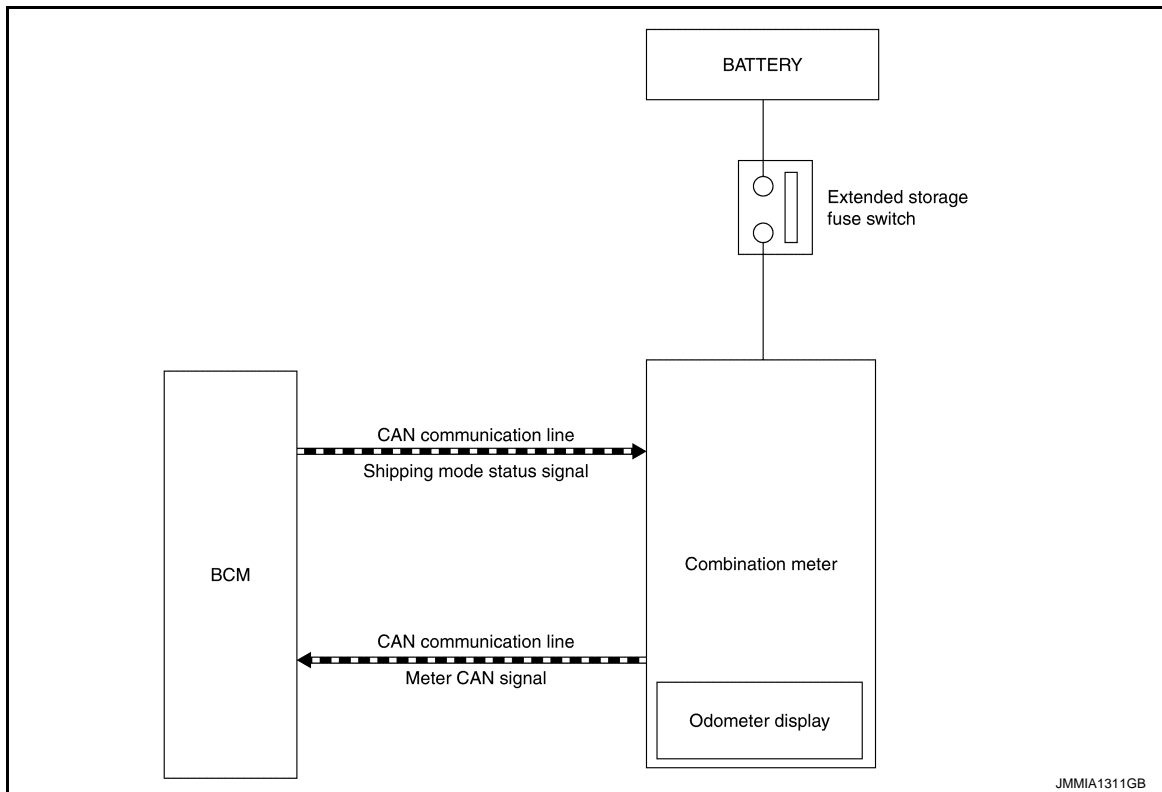 BATTERY
Extended storage
fuse switch
CAN communication line
Shipping mode status signal
BCM
Combination meter
CAN communication line
Meter CAN signal
Odometer display
JMMIA1311GB